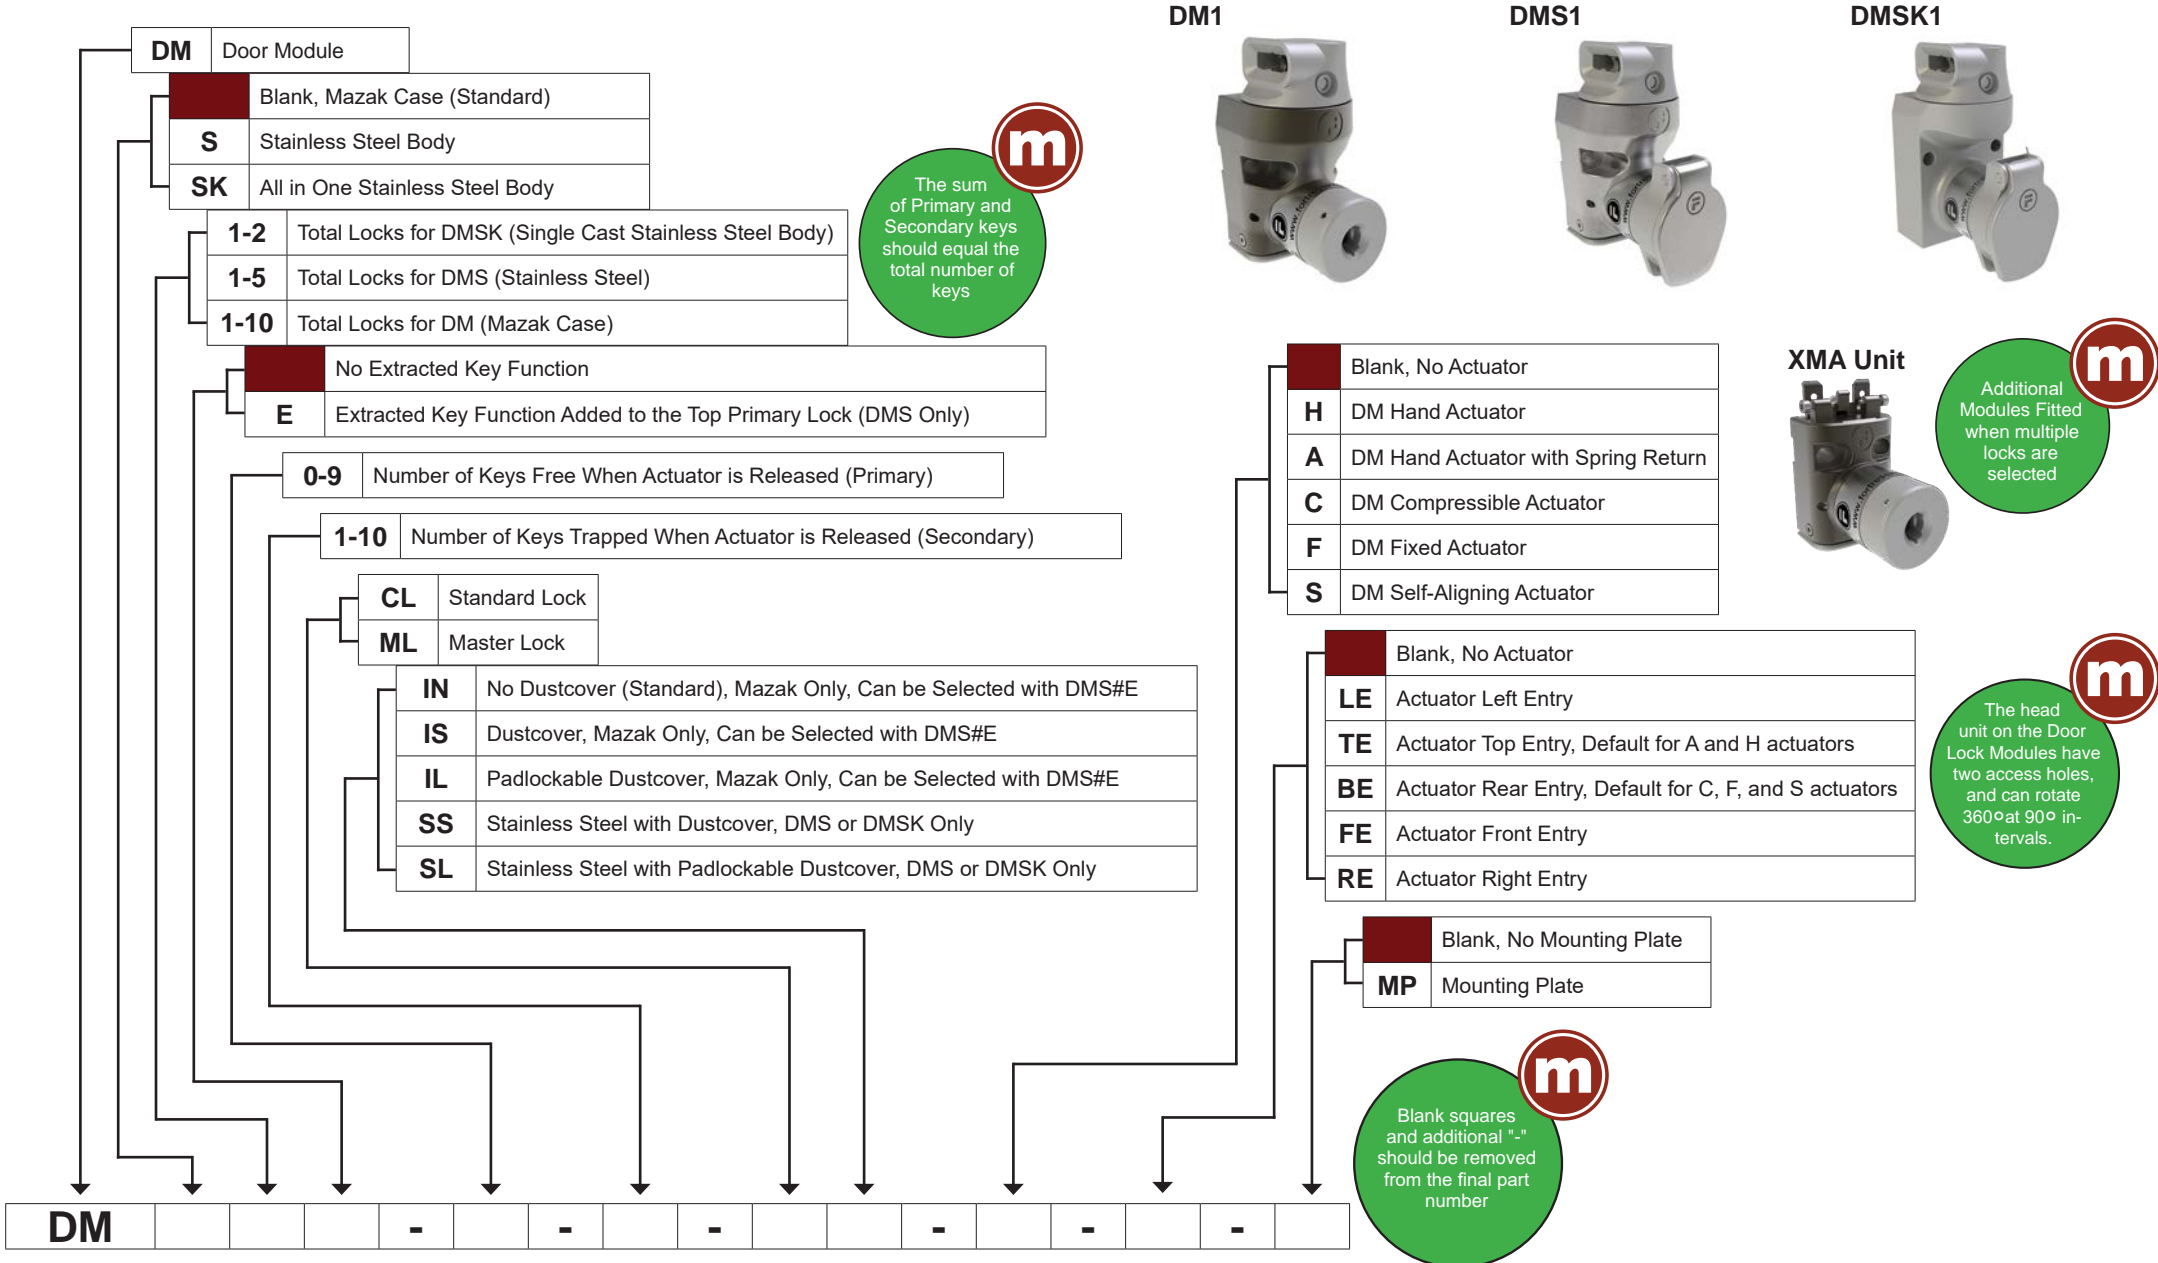 DM1
DMS1
DMSK1
DM Door Module
Blank, Mazak Case (Standard)
S Stainless Steel Body
SK All in One Stainless Steel Body
1-2 Total Locks for DMSK (Single Cast Stainless Steel Body)
1-5 Total Locks for DMS (Stainless Steel)
1-10 Total Locks for DM (Mazak Case)
m
The sum
of Primary and
Secondary keys
should equal the
total number of
keys
No Extracted Key Function
E Extracted Key Function Added to the Top Primary Lock (DMS Only)
0-9 Number of Keys Free When Actuator is Released (Primary)
1-10 Number of Keys Trapped When Actuator is Released (Secondary)
CL Standard Lock
ML Master Lock
IN No Dustcover (Standard), Mazak Only, Can be Selected with DMS#E
IS Dustcover, Mazak Only, Can be Selected with DMS#E
IL Padlockable Dustcover, Mazak Only, Can be Selected with DMS#E
SS Stainless Steel with Dustcover, DMS or DMSK Only
SL Stainless Steel with Padlockable Dustcover, DMS or DMSK Only
Blank, No Actuator
H DM Hand Actuator
A DM Hand Actuator with Spring Return
C DM Compressible Actuator
F DM Fixed Actuator
S DM Self-Aligning Actuator
XMA Unit
m
Additional
Modules Fitted
when multiple
locks are
selected
Blank, No Actuator
LE Actuator Left Entry
TE Actuator Top Entry, Default for A and H actuators
BE Actuator Rear Entry, Default for C, F, and S actuators
FE Actuator Front Entry
RE Actuator Right Entry
m
The head
unit on the Door
Lock Modules have
two access holes,
and can rotate
360°at 90° in-
tervals.
Blank, No Mounting Plate
MP Mounting Plate
m
Blank squares
and additional "-"
should be removed
from the final part
number
DM - - - - - -